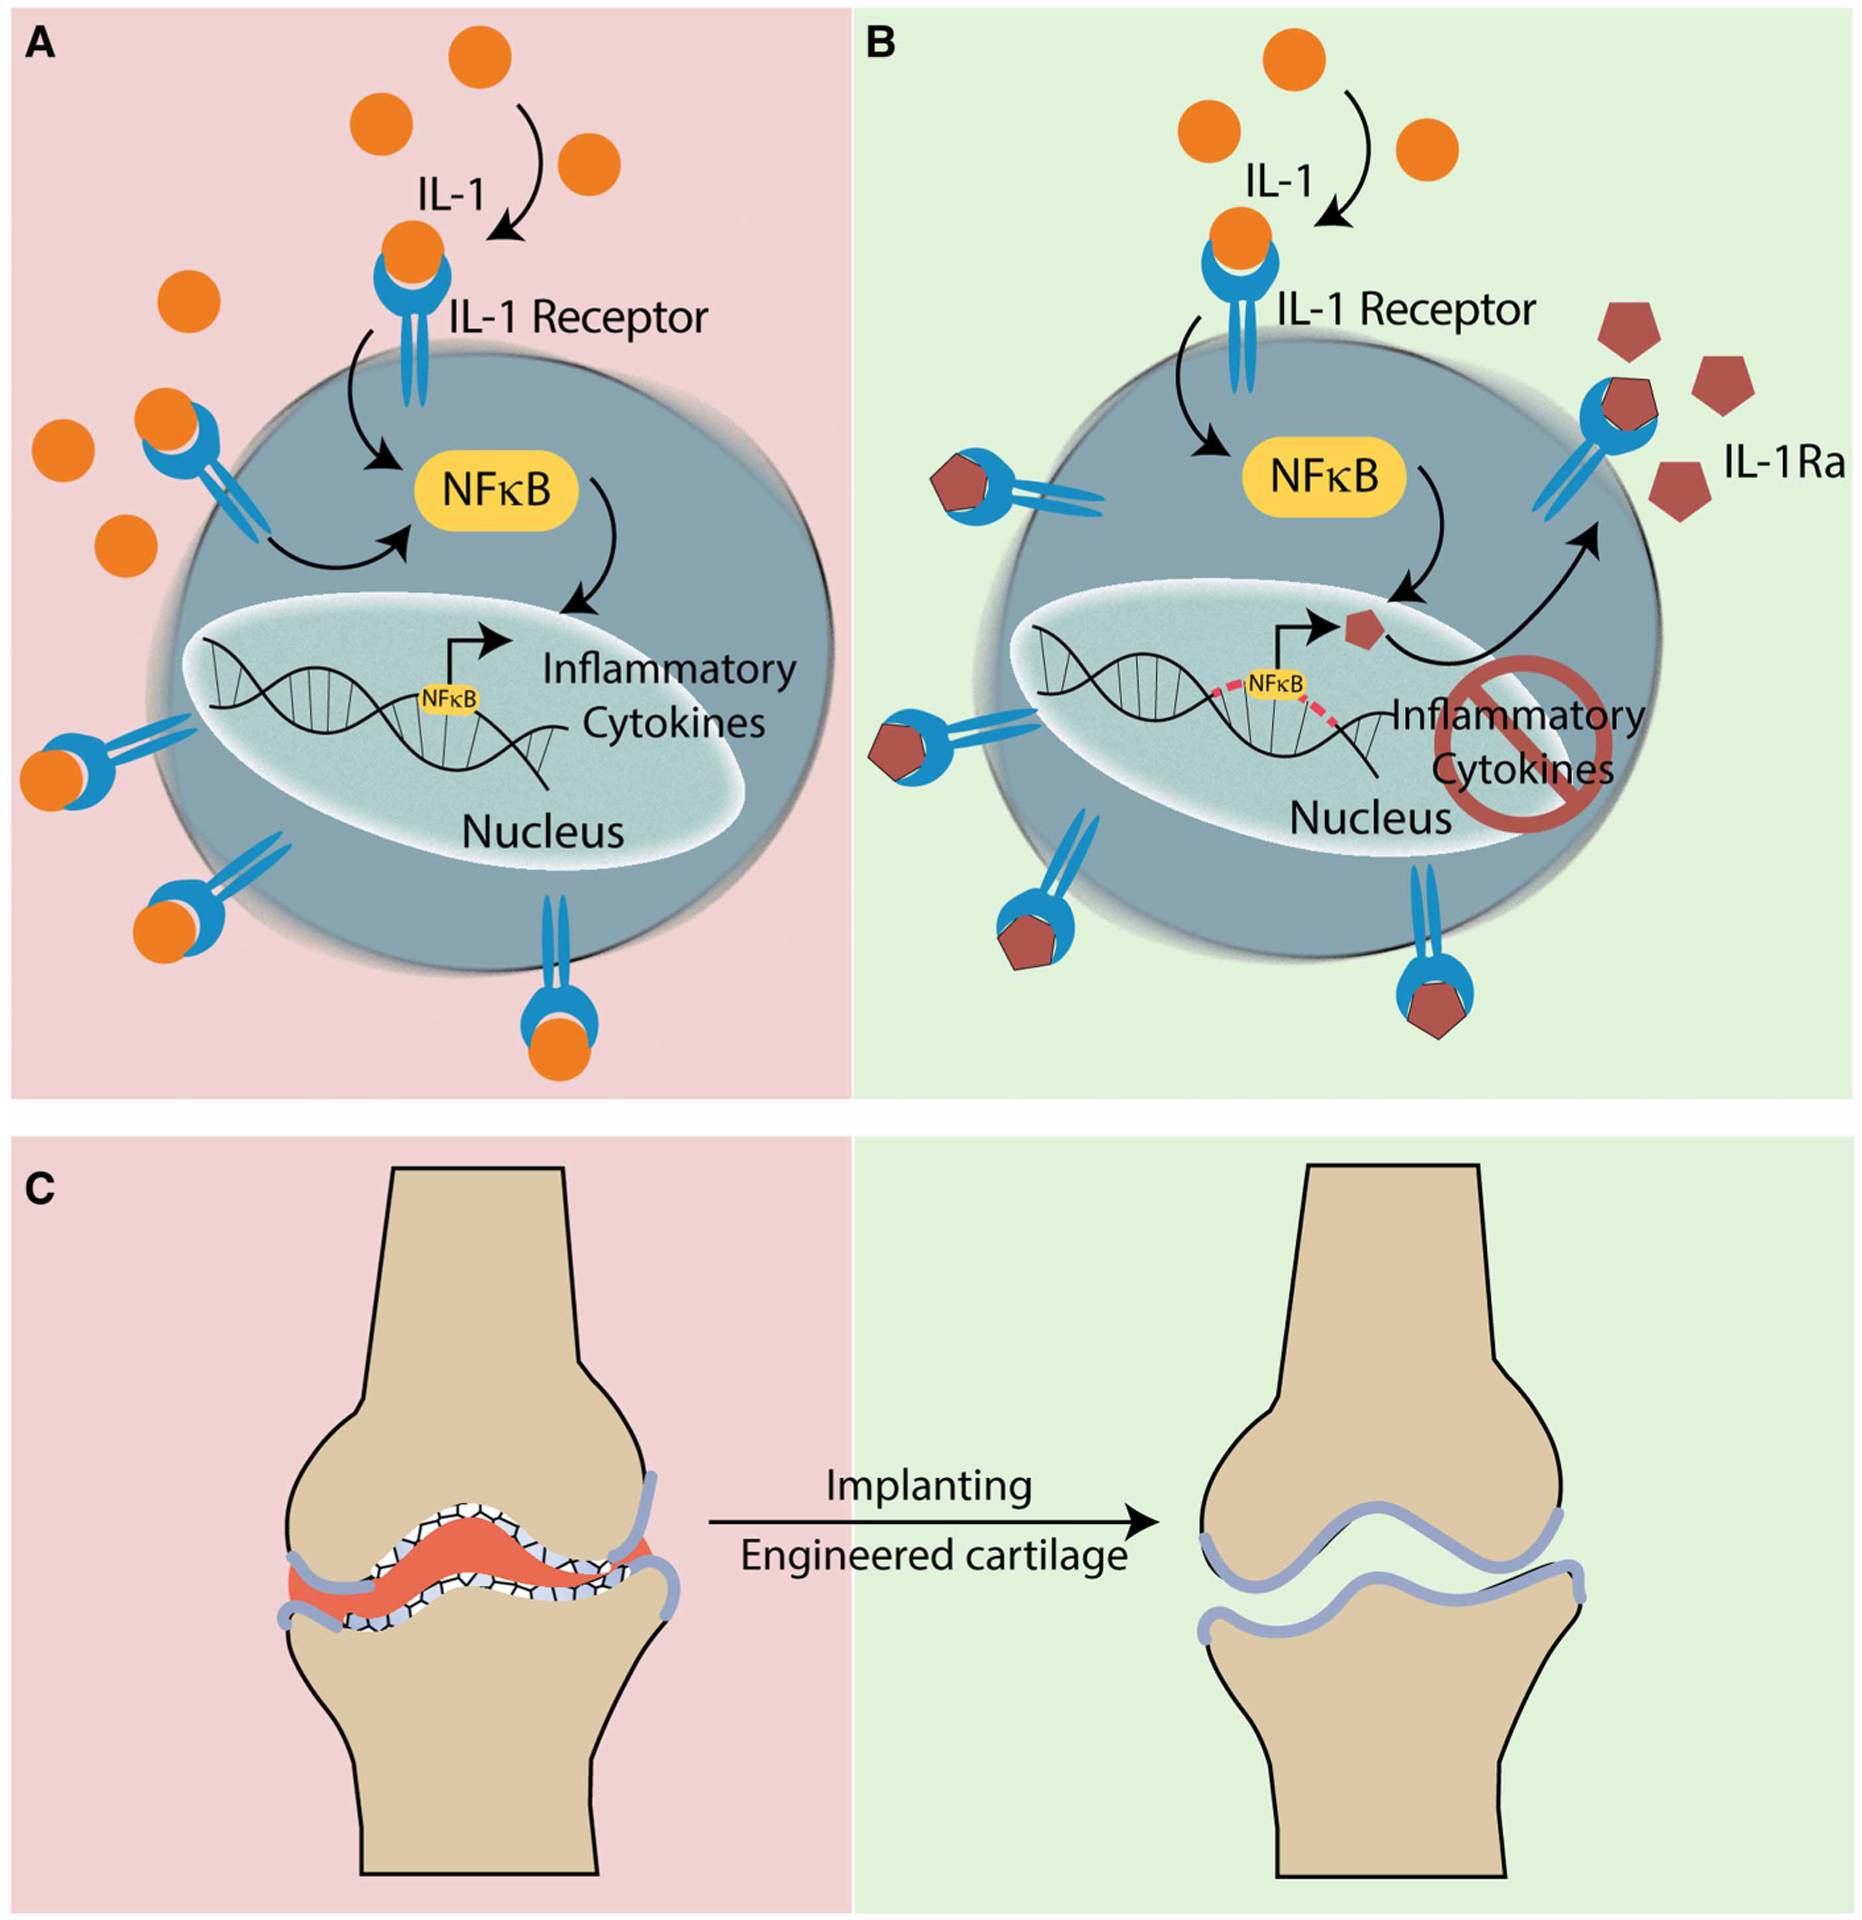 A
IL-1
IL-1 Receptor
NFκB
NFκB
Inflammatory
Cytokines
Nucleus
B
IL-1
IL-1 Receptor
IL-1Ra
NFκB
NFκB
Inflammatory
Cytokines
Nucleus
C
Implanting
Engineered cartilage